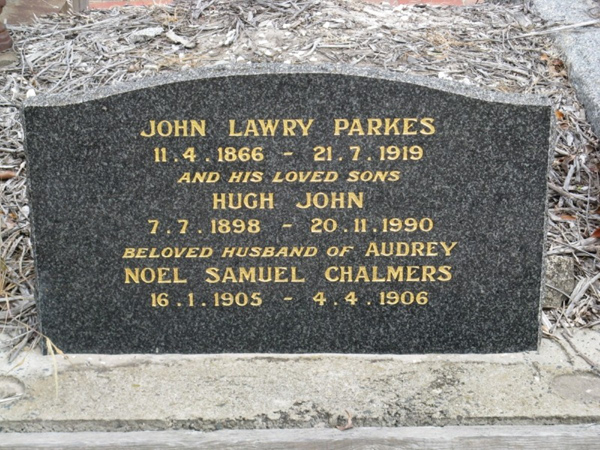 JOHN LAWRY PARKES
11.4.1866 - 21.7.1919
AND HIS LOVED SONS
HUGH JOHN
7.7.1898 - 20.11.1990
BELOVED HUSBAND OF AUDREY
NOEL SAMUEL CHALMERS
16.1.1905 - 4.4.1906